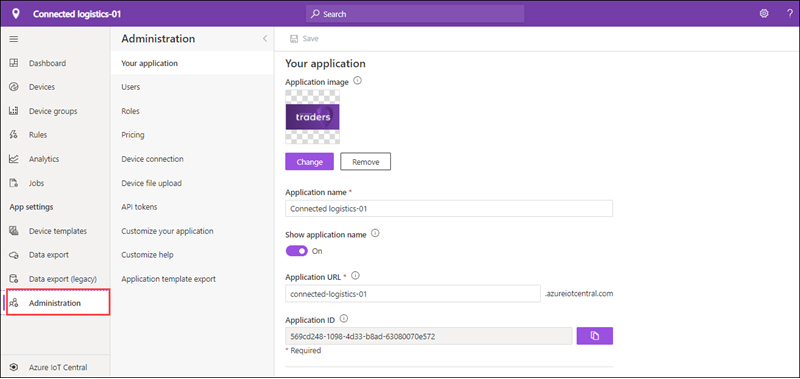 Connected logistics-01
Search
?
Dashboard
Devices
Device groups
Rules
Analytics
Jobs
App settings
Device templates
Data export
Data export (legacy)
Administration
Azure IoT Central
Administration
Your application
Users
Roles
Pricing
Device connection
Device file upload
API tokens
Customize your application
Customize help
Application template export
Save
Your application
Application image
traders
Change Remove
Application name *
Connected logistics-01
Show application name
On
Application URL *
connected-logistics-01 .azureiotcentral.com
Application ID
569cd248-1098-4d33-b8ad-63080070e572
* Required